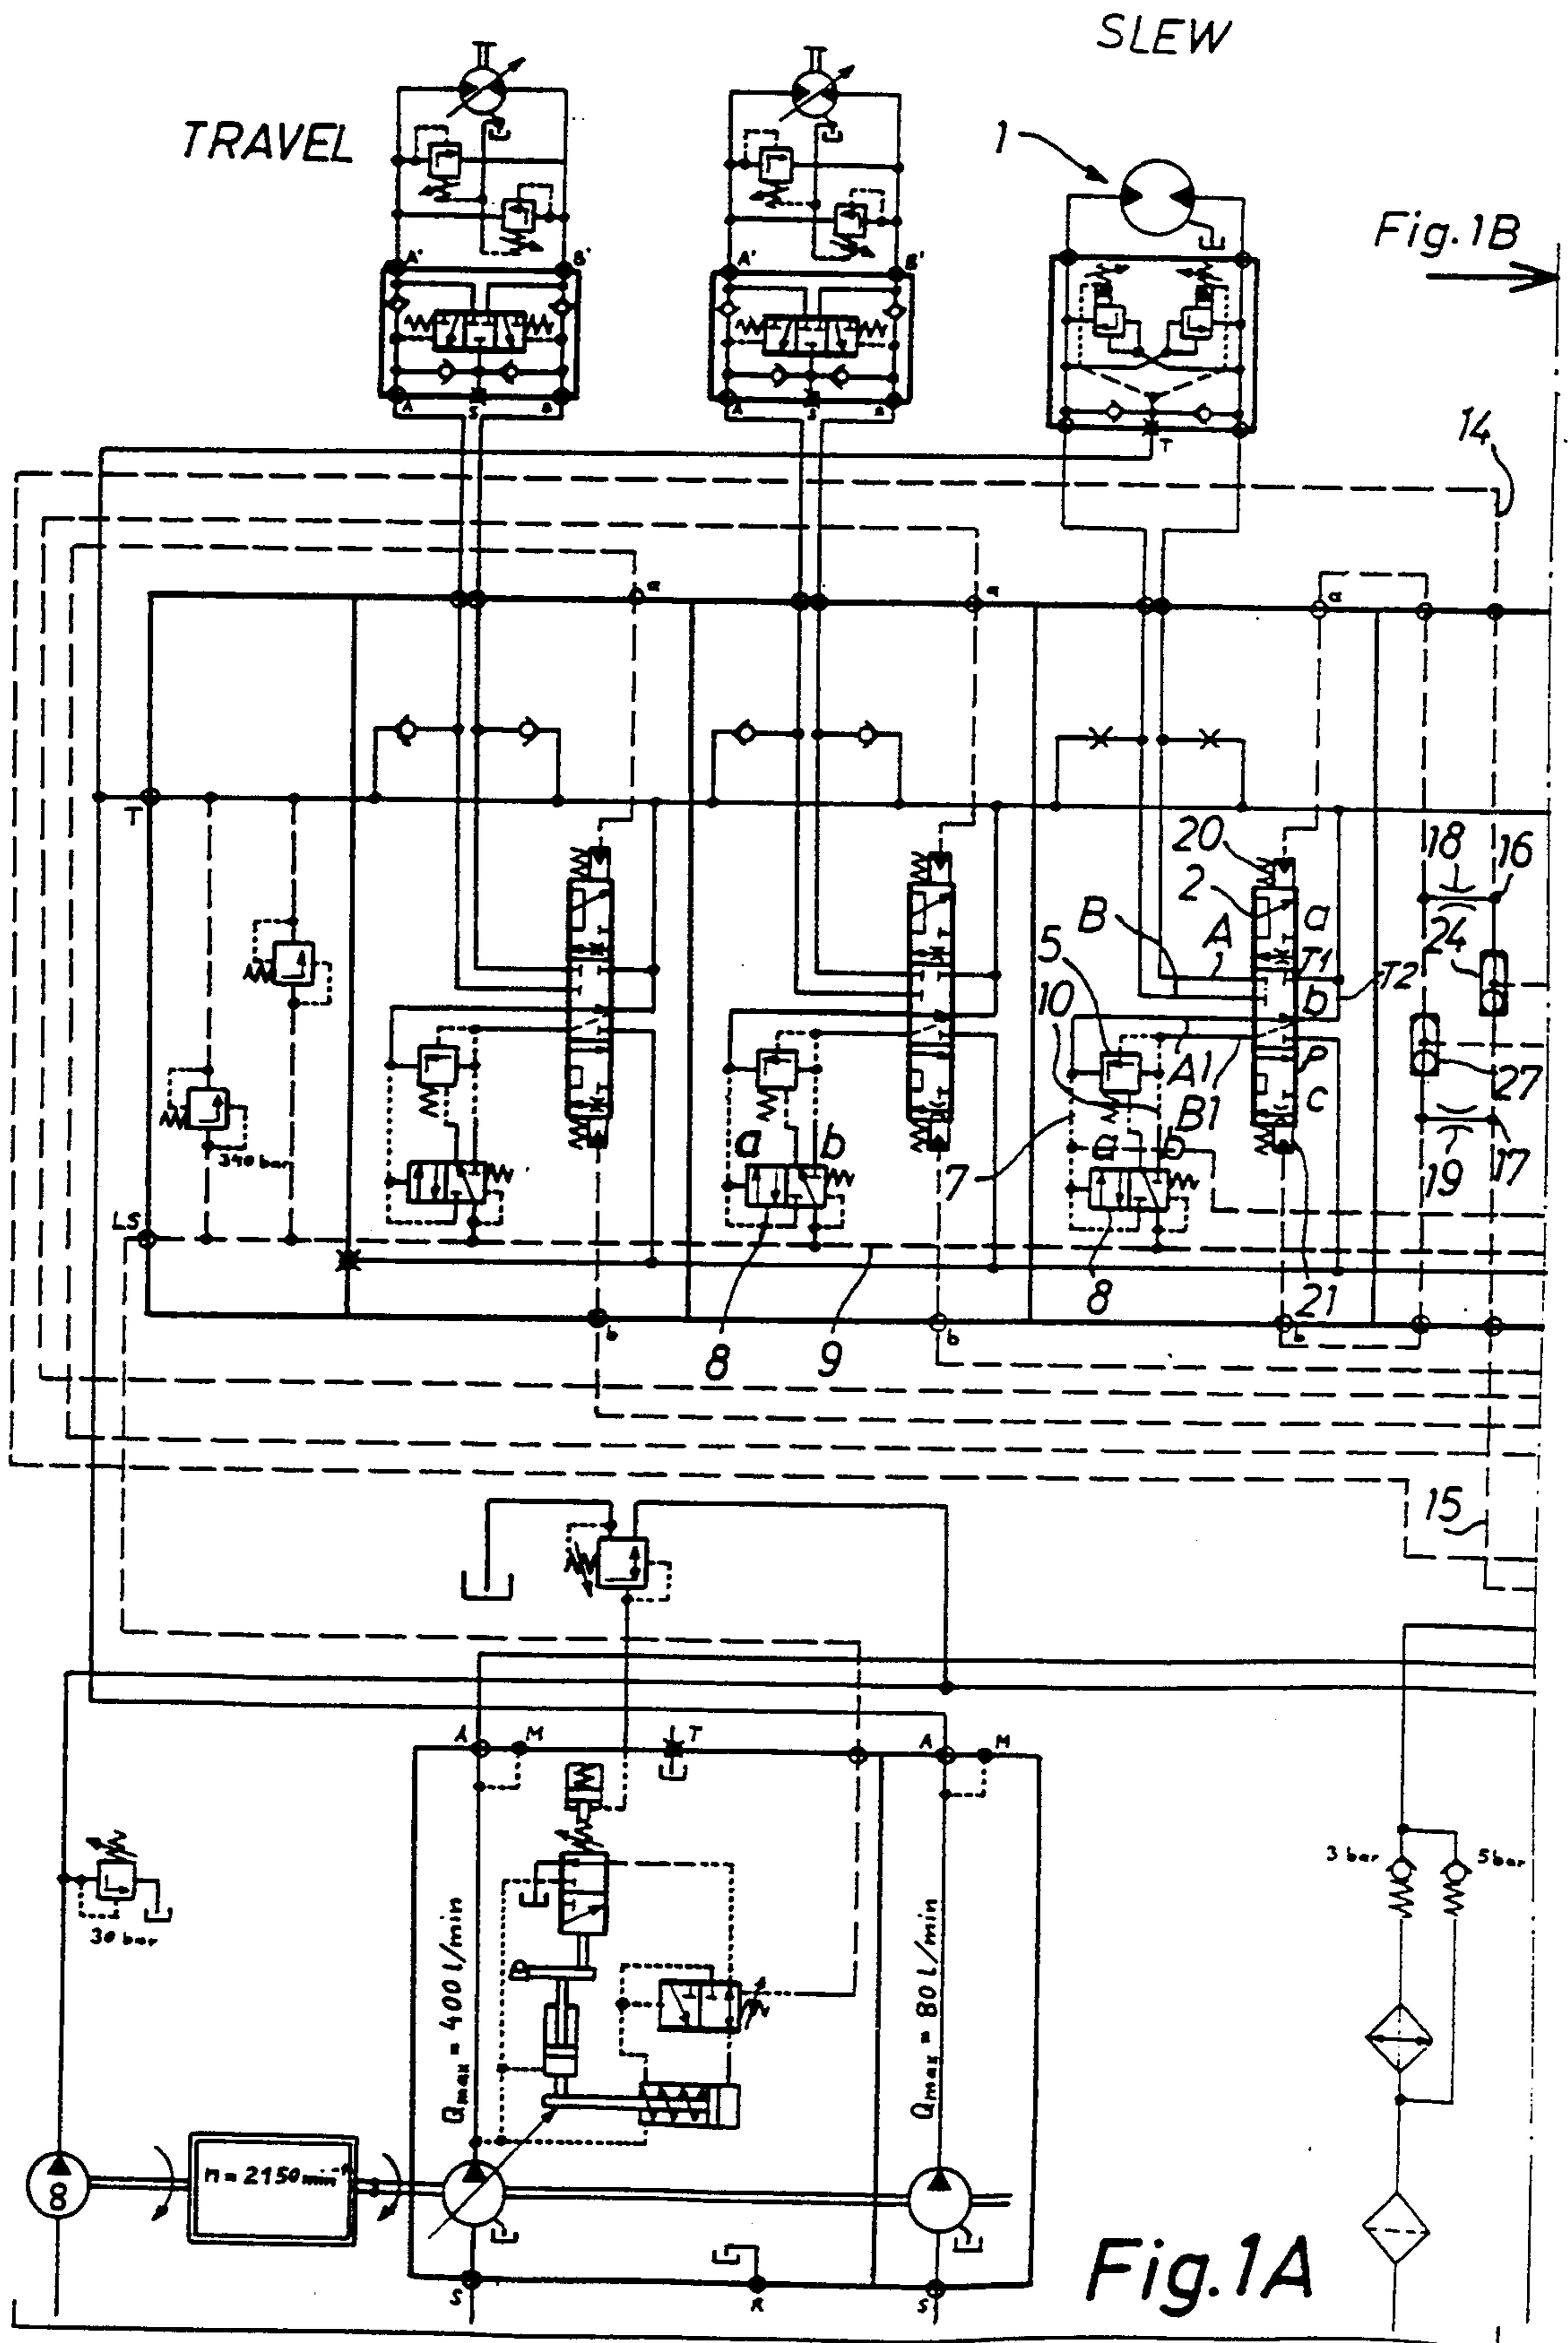 SLEW
TRAVEL
1
Fig.1B
A' B' A' B'
A S B A S B T
14
a a a
T
20 18 16
2 a
B A 24
5 T1 T2
10 b
A1 P 27
B1 c
340 bar a b 7 a b 19 17
LS
8 9 8 21
b b b
15
A M T A M
3 bar 5 bar
30 bar
Qmax = 400 l/min
Qmax = 80 l/min
n = 2150 min⁻¹
S S
Fig.1A